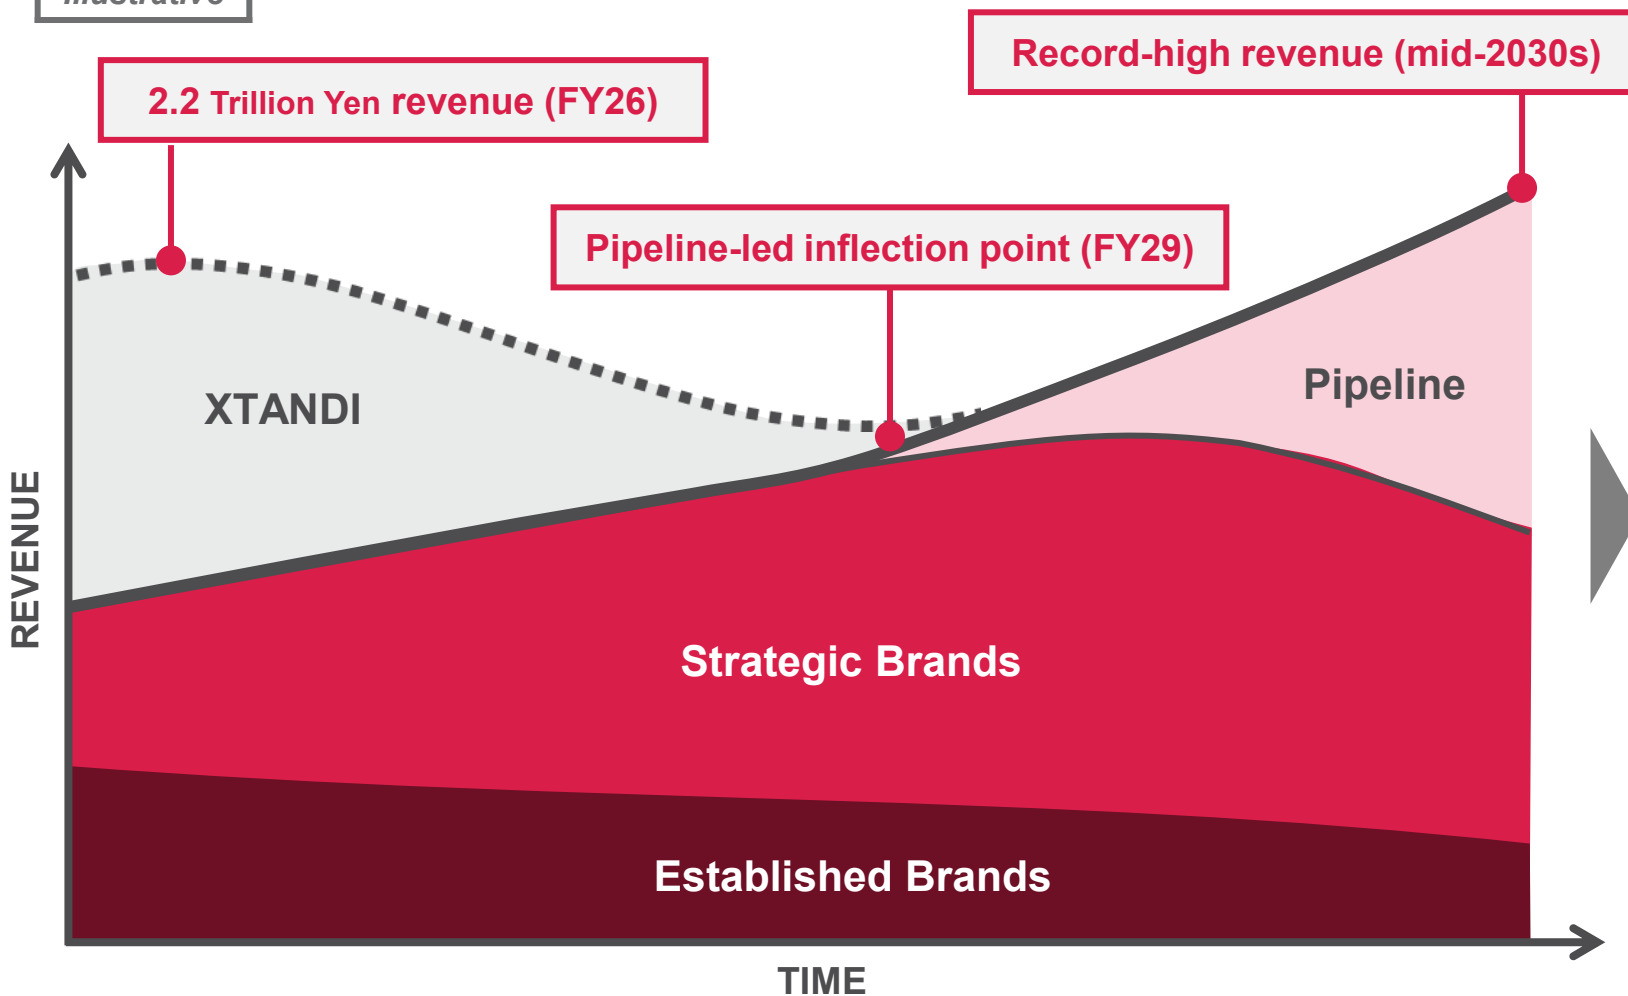 Illustrative
Record-high revenue (mid-2030s)
2.2 Trillion Yen revenue (FY26)
Pipeline-led inflection point (FY29)
XTANDI
Pipeline
REVENUE
Strategic Brands
Established Brands
TIME